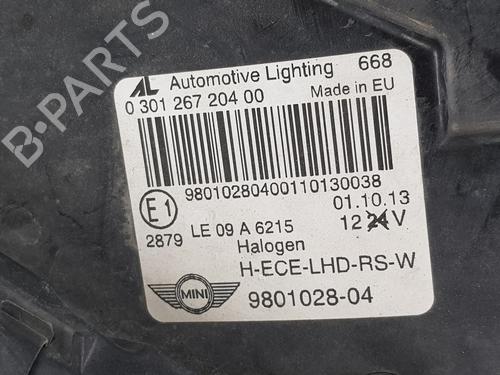 B-PARTS
AL Automotive Lighting 668
0 301 267 204 00 Made in EU
98010280400110130038
E1 01.10.13
2879 LE 09 A 6215 12 24 V
Halogen
H-ECE-LHD-RS-W
MINI 9801028-04